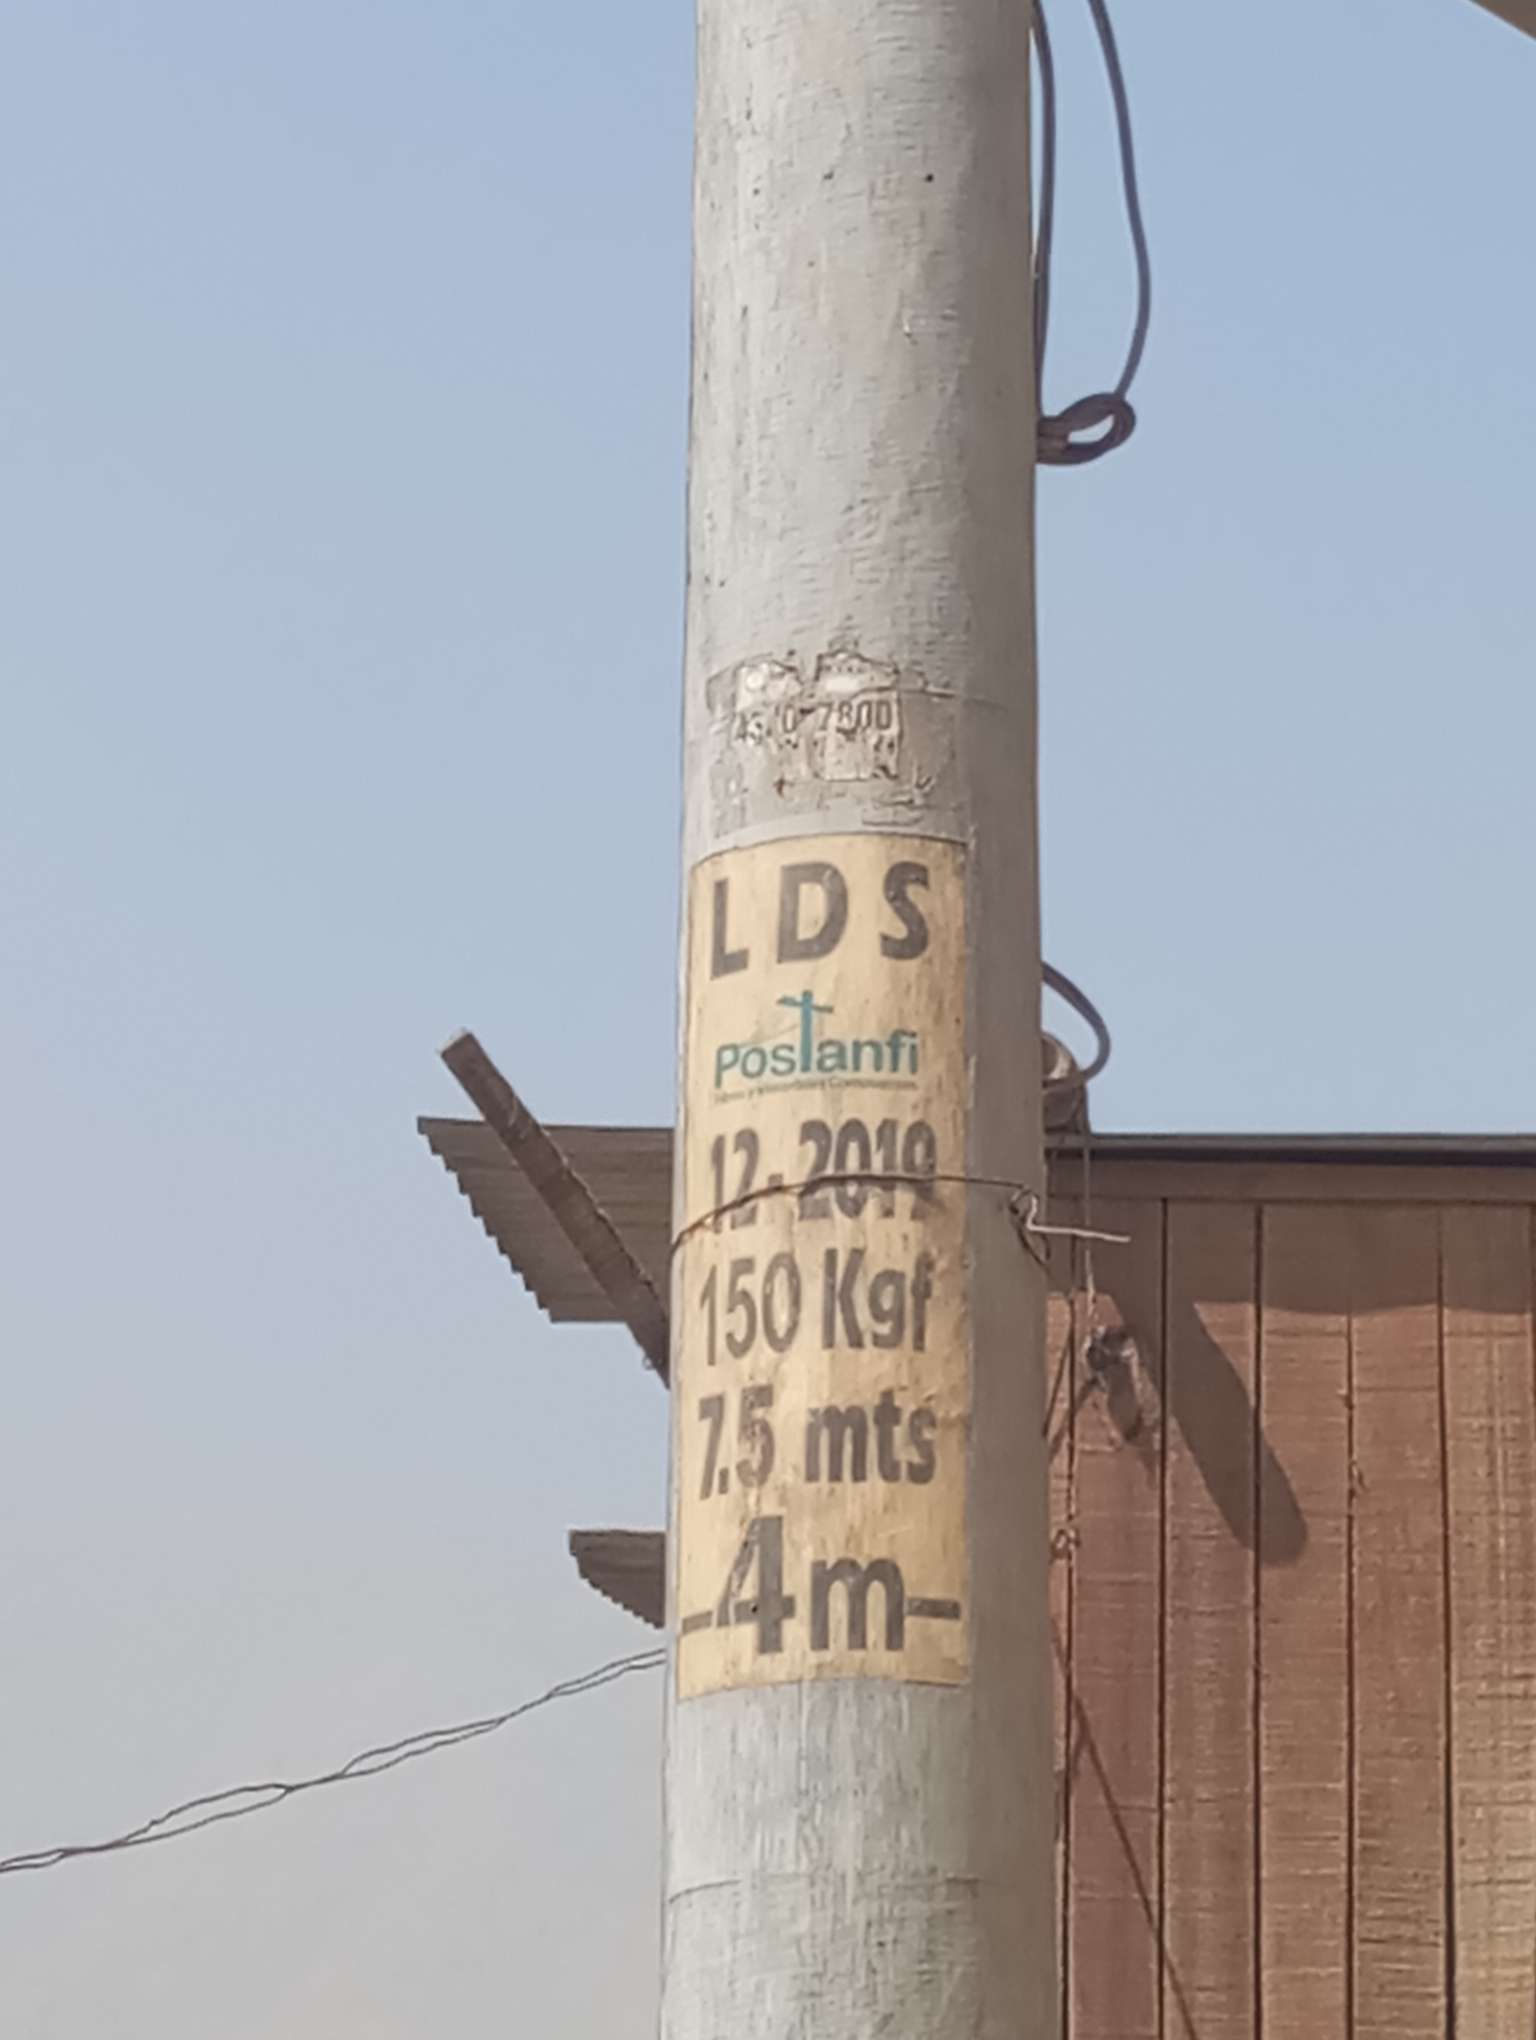 LDS
Postanfi
12-2019
150 Kgf
7.5 mts
-4m-